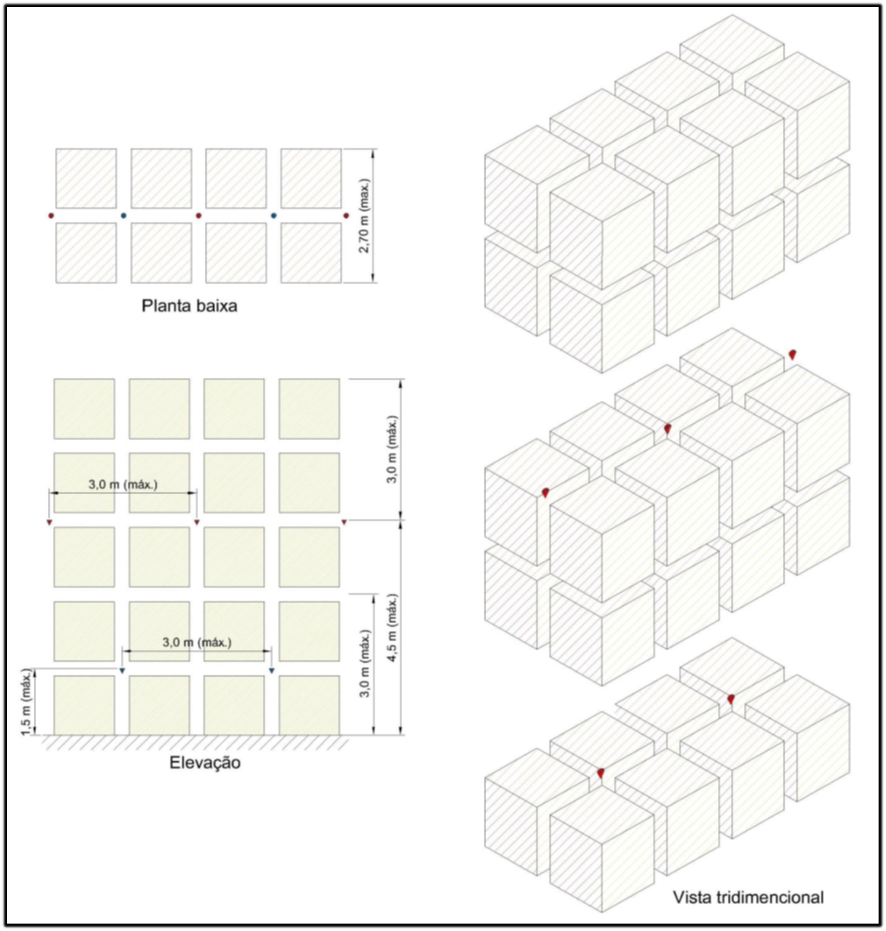 2,70 m (max.)
Planta baixa
3,0 m (máx.)
3,0 m (máx.)
3,0 m (máx.)
4,5 m (máx.)
3,0 m (máx.)
1,5 m (máx.)
Elevação
Vista tridimencional